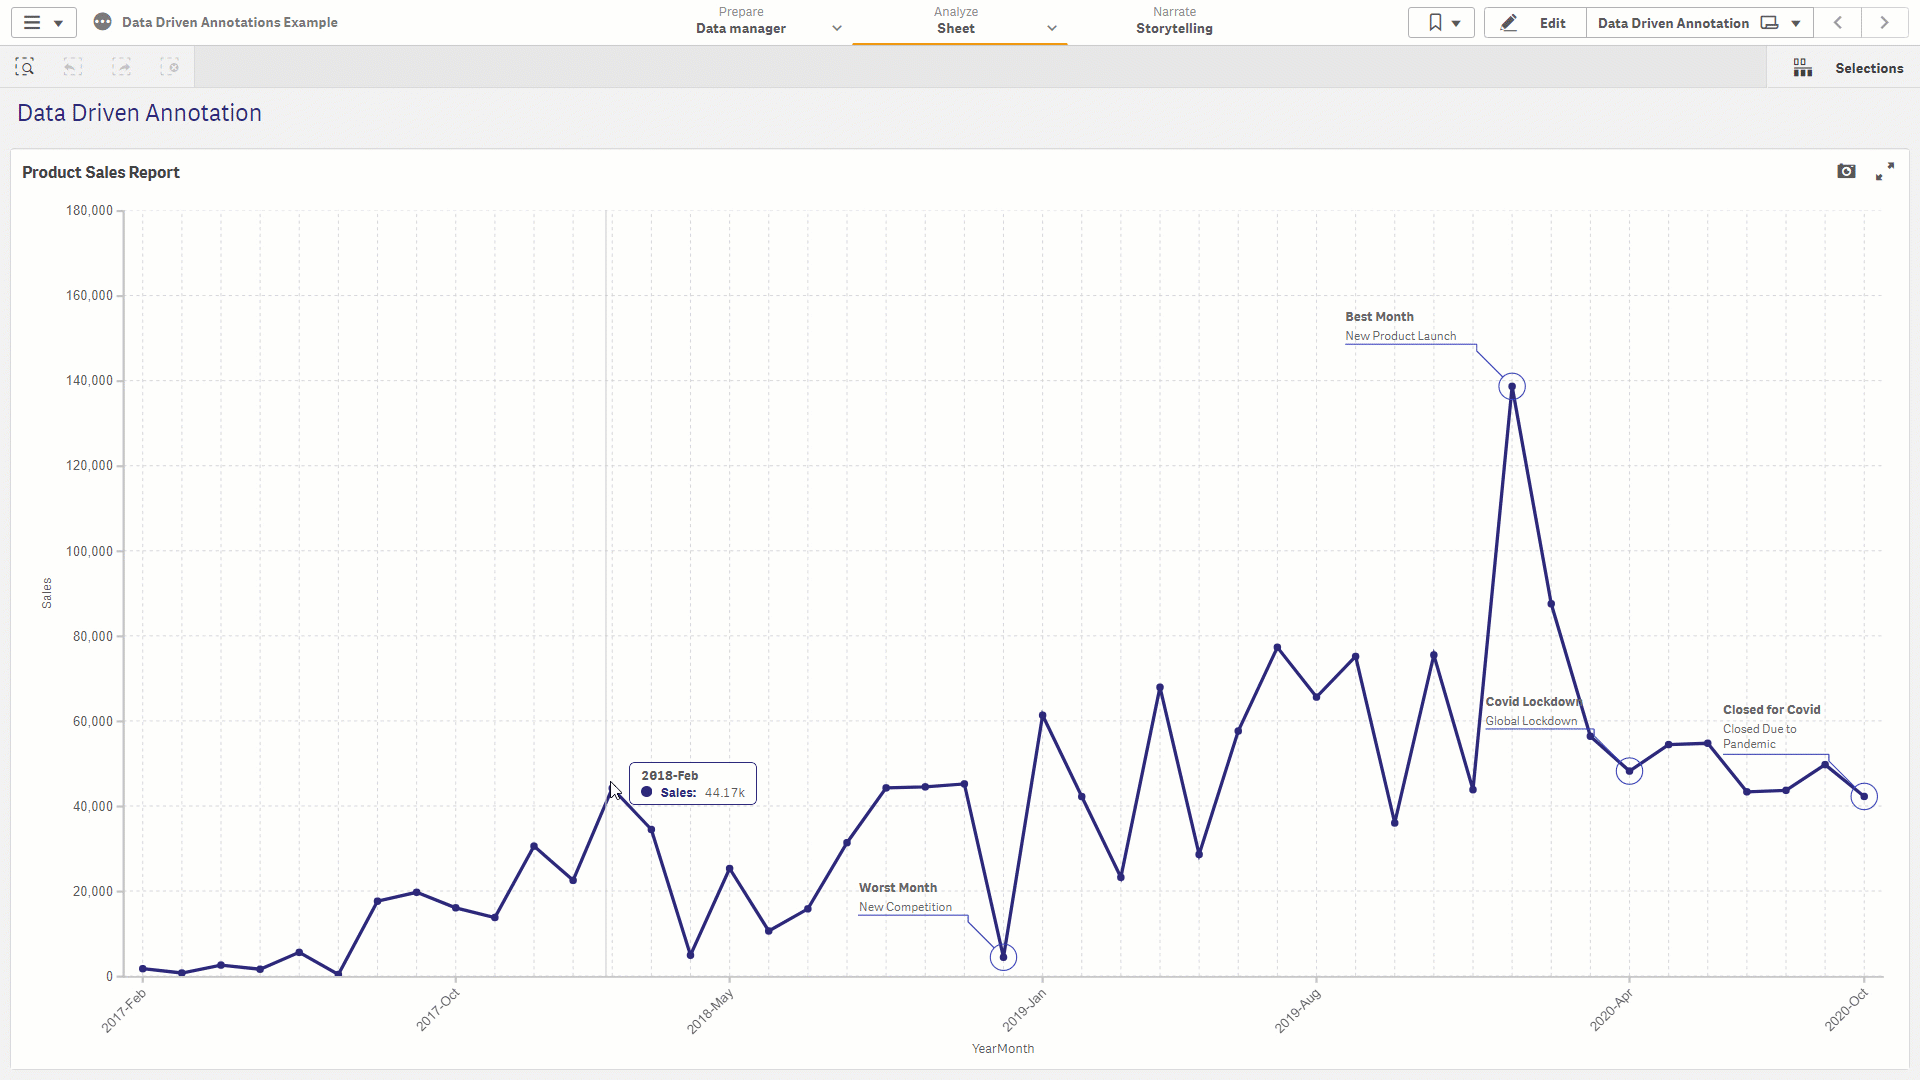 Data Driven Annotations Example
Prepare
Data manager
Analyze
Sheet
Narrate
Storytelling
Edit
Data Driven Annotation
Selections
Data Driven Annotation
Product Sales Report
180,000
160,000
140,000
120,000
100,000
80,000
60,000
40,000
20,000
0
Sales
Best Month
New Product Launch
Covid Lockdown
Global Lockdown
Closed for Covid
Closed Due to
Pandemic
2018-Feb
Sales: 44.17k
Worst Month
New Competition
2017-Feb
2017-Oct
2018-May
2019-Jan
2019-Aug
2020-Apr
2020-Oct
YearMonth